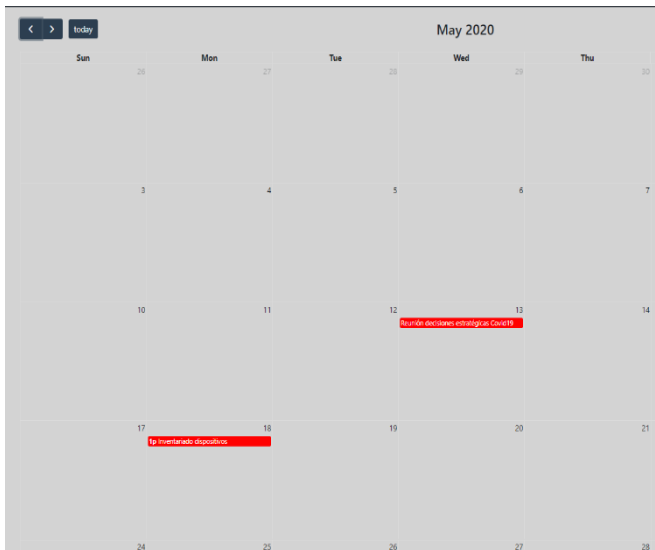 today
May 2020
Sun Mon Tue Wed Thu
26 27 28 29 30
3 4 5 6 7
10 11 12 13 14
Reunión decisiones estratégicas Covid19
17 18 19 20 21
1p Inventariado dispositivos
24 25 26 27 28